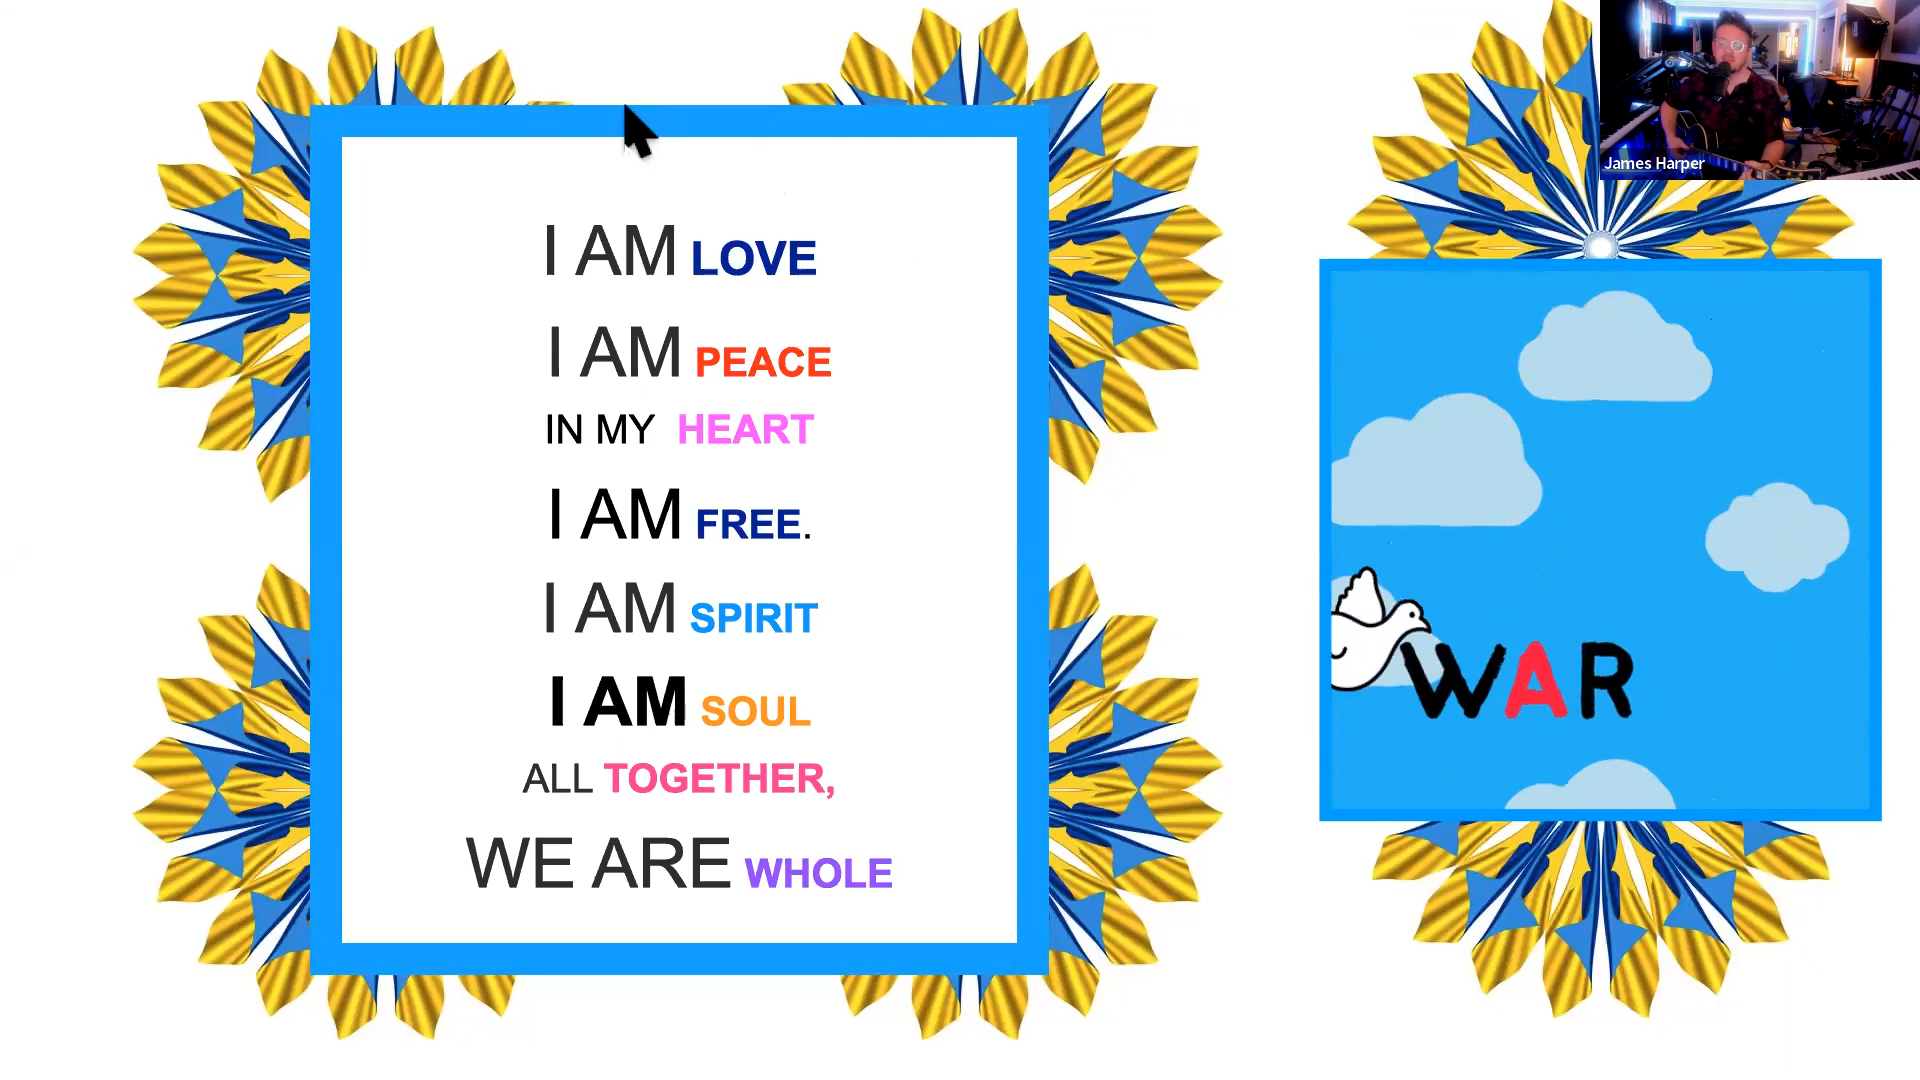 I AM LOVE
I AM PEACE
IN MY HEART
I AM FREE.
I AM SPIRIT
I AM SOUL
ALL TOGETHER,
WE ARE WHOLE
James Harper
WAR